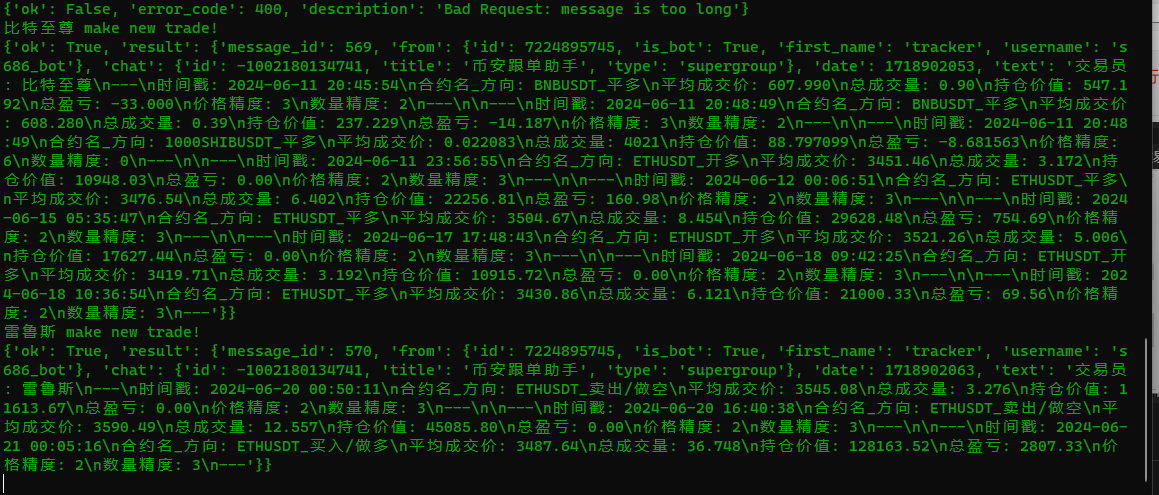 {'ok': False, 'error_code': 400, 'description': 'Bad Request: message is too long'}
比特至尊 make new trade!
{'ok': True, 'result': {'message_id': 569, 'from': {'id': 7224895745, 'is_bot': True, 'first_name': 'tracker', 'username': 's
686_bot'}, 'chat': {'id': -1002180134741, 'title': '币安跟单助手', 'type': 'supergroup'}, 'date': 1718902053, 'text': '交易员
: 比特至尊\n---\n时间戳: 2024-06-11 20:45:54\n合约名_方向: BNBUSDT_平多\n平均成交价: 607.990\n总成交量: 0.90\n持仓价值: 547.1
92\n总盈亏: -33.000\n价格精度: 3\n数量精度: 2\n---\n\n---\n时间戳: 2024-06-11 20:48:49\n合约名_方向: BNBUSDT_平多\n平均成交价
: 608.280\n总成交量: 0.39\n持仓价值: 237.229\n总盈亏: -14.187\n价格精度: 3\n数量精度: 2\n---\n\n---\n时间戳: 2024-06-11 20:48
:49\n合约名_方向: 1000SHIBUSDT_平多\n平均成交价: 0.022083\n总成交量: 4021\n持仓价值: 88.797099\n总盈亏: -8.681563\n价格精度:
6\n数量精度: 0\n---\n\n---\n时间戳: 2024-06-11 23:56:55\n合约名_方向: ETHUSDT_开多\n平均成交价: 3451.46\n总成交量: 3.172\n持
仓价值: 10948.03\n总盈亏: 0.00\n价格精度: 2\n数量精度: 3\n---\n\n---\n时间戳: 2024-06-12 00:06:51\n合约名_方向: ETHUSDT_平多\
n平均成交价: 3476.54\n总成交量: 6.402\n持仓价值: 22256.81\n总盈亏: 160.98\n价格精度: 2\n数量精度: 3\n---\n\n---\n时间戳: 2024
-06-15 05:35:47\n合约名_方向: ETHUSDT_平多\n平均成交价: 3504.67\n总成交量: 8.454\n持仓价值: 29628.48\n总盈亏: 754.69\n价格精
度: 2\n数量精度: 3\n---\n\n---\n时间戳: 2024-06-17 17:48:43\n合约名_方向: ETHUSDT_开多\n平均成交价: 3521.26\n总成交量: 5.006\
n持仓价值: 17627.44\n总盈亏: 0.00\n价格精度: 2\n数量精度: 3\n---\n\n---\n时间戳: 2024-06-18 09:42:25\n合约名_方向: ETHUSDT_开
多\n平均成交价: 3419.71\n总成交量: 3.192\n持仓价值: 10915.72\n总盈亏: 0.00\n价格精度: 2\n数量精度: 3\n---\n\n---\n时间戳: 202
4-06-18 10:36:54\n合约名_方向: ETHUSDT_平多\n平均成交价: 3430.86\n总成交量: 6.121\n持仓价值: 21000.33\n总盈亏: 69.56\n价格精
度: 2\n数量精度: 3\n---'}}
雷鲁斯 make new trade!
{'ok': True, 'result': {'message_id': 570, 'from': {'id': 7224895745, 'is_bot': True, 'first_name': 'tracker', 'username': 's
686_bot'}, 'chat': {'id': -1002180134741, 'title': '币安跟单助手', 'type': 'supergroup'}, 'date': 1718902063, 'text': '交易员
: 雷鲁斯\n---\n时间戳: 2024-06-20 00:50:11\n合约名_方向: ETHUSDT_卖出/做空\n平均成交价: 3545.08\n总成交量: 3.276\n持仓价值: 1
1613.67\n总盈亏: 0.00\n价格精度: 2\n数量精度: 3\n---\n\n---\n时间戳: 2024-06-20 16:40:38\n合约名_方向: ETHUSDT_卖出/做空\n平
均成交价: 3590.49\n总成交量: 12.557\n持仓价值: 45085.80\n总盈亏: 0.00\n价格精度: 2\n数量精度: 3\n---\n\n---\n时间戳: 2024-06-
21 00:05:16\n合约名_方向: ETHUSDT_买入/做多\n平均成交价: 3487.64\n总成交量: 36.748\n持仓价值: 128163.52\n总盈亏: 2807.33\n价
格精度: 2\n数量精度: 3\n---'}}